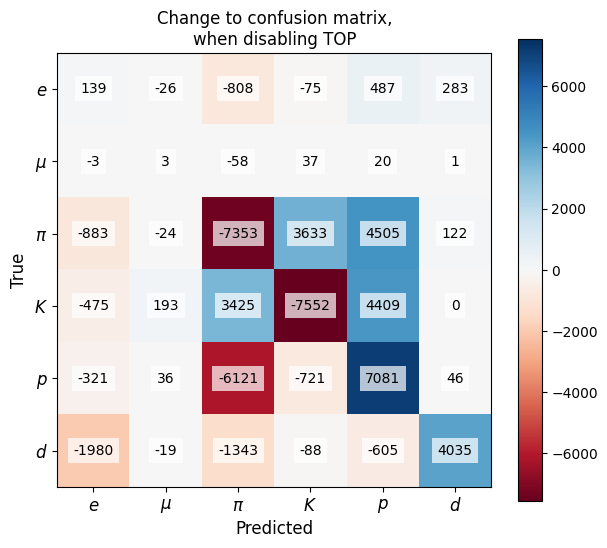 Change to confusion matrix,
when disabling TOP
e 139 -26 -808 -75 487 283
μ -3 3 -58 37 20 1
π -883 -24 -7353 3633 4505 122
K -475 193 3425 -7552 4409 0
p -321 36 -6121 -721 7081 46
d -1980 -19 -1343 -88 -605 4035
e μ π K p d
Predicted
True
6000
4000
2000
0
−2000
−4000
−6000